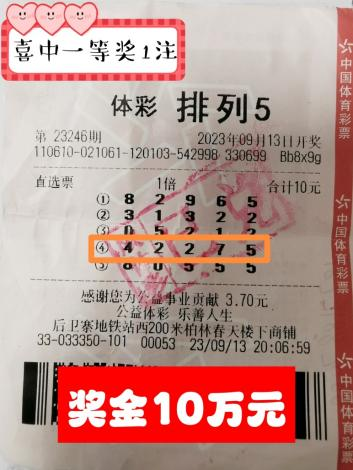 喜中一等奖1注
体彩 排列5
第 23246期 2023年09月13日开奖
110610-021061-120103-542998 330699 Bb8x9g
直选票 1倍 合计10元
① 8 2 9 6 5
② 3 1 3 2 2
③ 0 5 2 1 2
④ 4 2 2 7 5
⑤ 8 0 5 5 5
感谢您为公益事业贡献 3.70元
公益体彩 乐善人生
后卫寨地铁站西200米柏林春天楼下商铺
33-033350-101 00053 23/09/13 20:06:59
奖金10万元
中国体育彩票
中国体育彩票